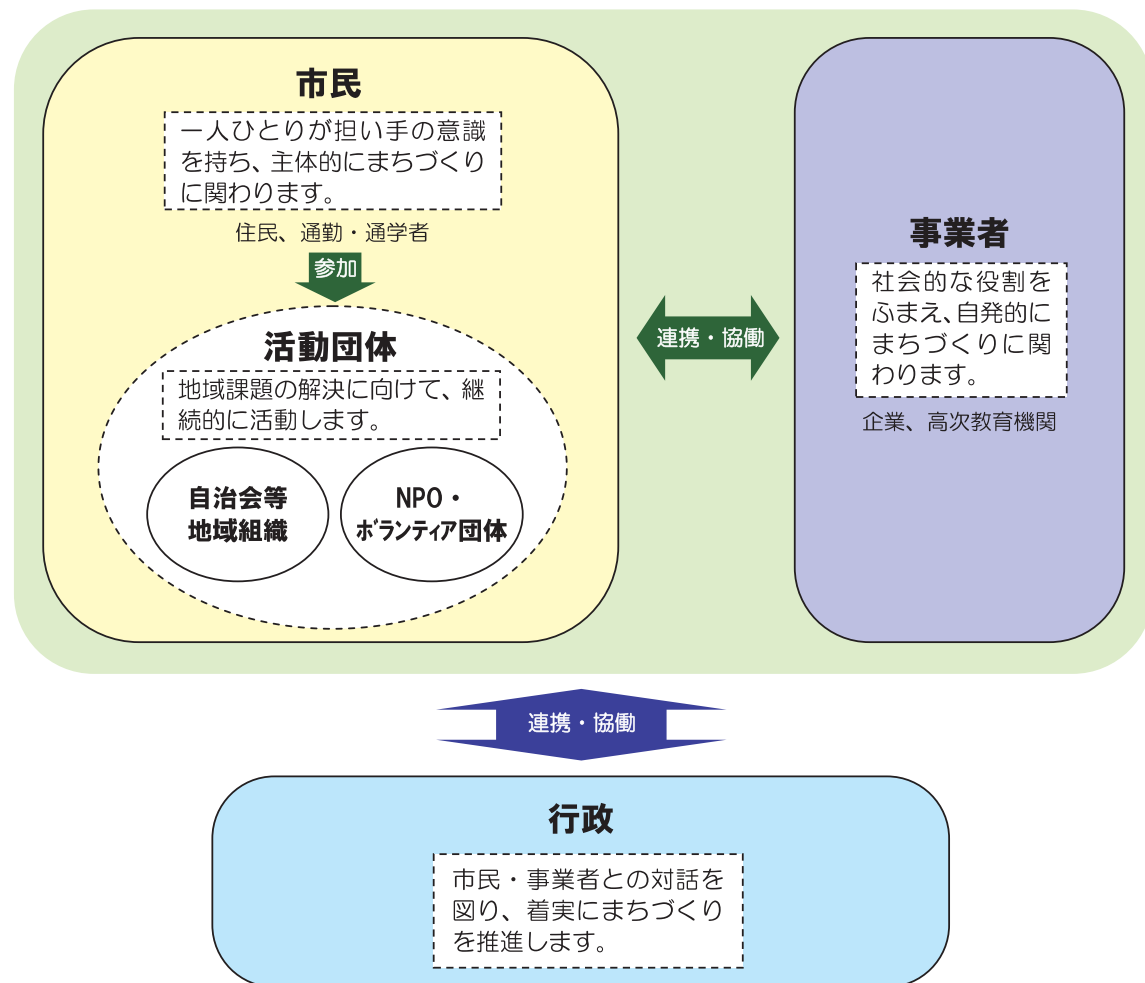 市民
一人ひとりが担い手の意識
を持ち、主体的にまちづくり
に関わります。
住民、通勤・通学者
参加
活動団体
地域課題の解決に向けて、継
続的に活動します。
自治会等
地域組織
NPO・
ボランティア団体
連携・協働
事業者
社会的な役割を
ふまえ、自発的に
まちづくりに関
わります。
企業、高次教育機関
連携・協働
行政
市民・事業者との対話を
図り、着実にまちづくり
を推進します。